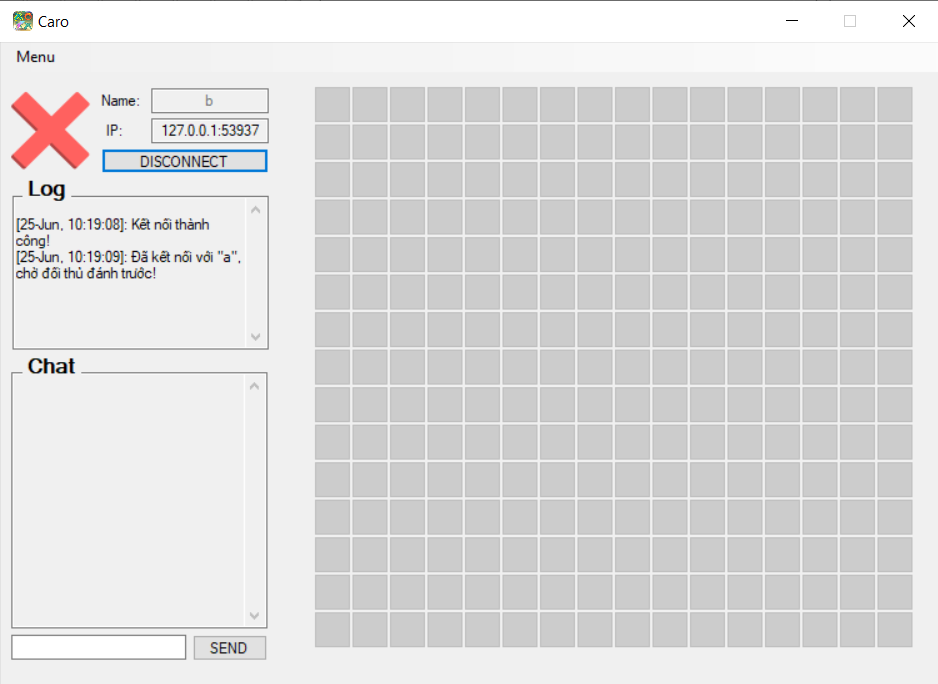 Caro
Menu
Name:
b
IP:
127.0.0.1:53937
DISCONNECT
Log
[25-Jun, 10:19:08]: Kết nối thành
công!
[25-Jun, 10:19:09]: Đã kết nối với "a",
chờ đối thủ đánh trước!
Chat
SEND